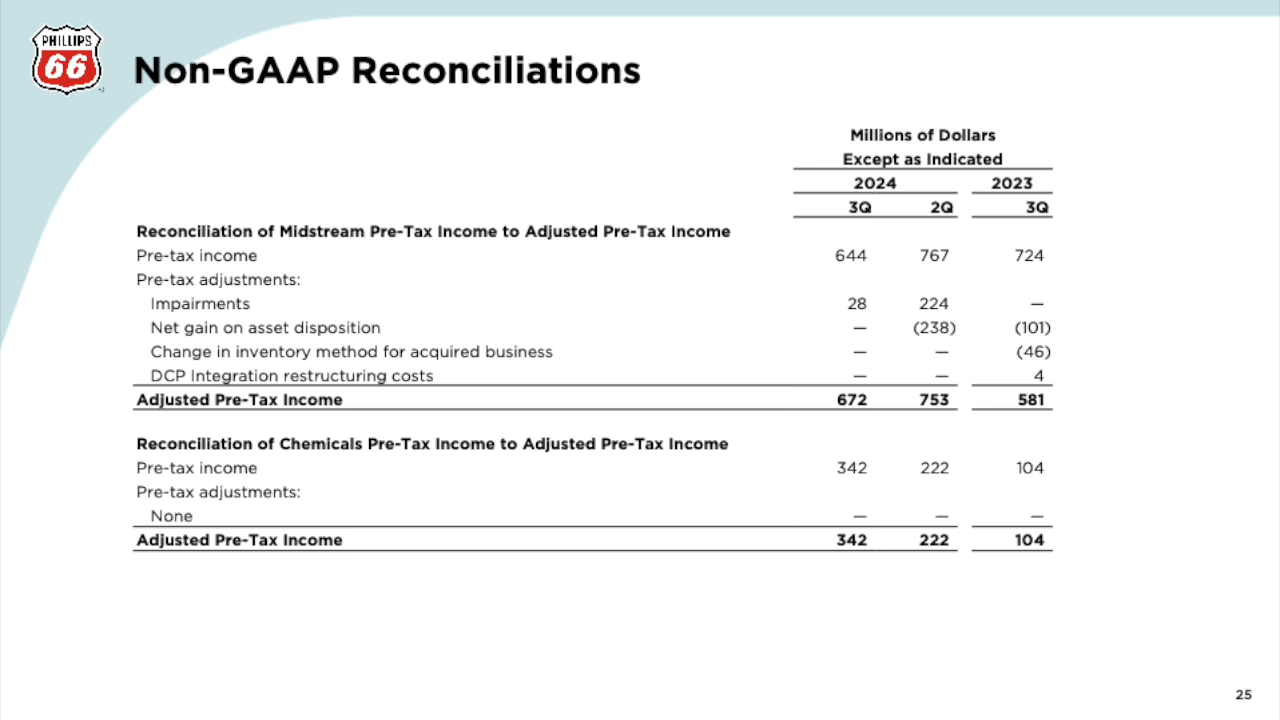 PHILLIPS
66
Non-GAAP Reconciliations
Millions of Dollars
Except as Indicated
2024 2023
3Q 2Q 3Q
Reconciliation of Midstream Pre-Tax Income to Adjusted Pre-Tax Income
Pre-tax income 644 767 724
Pre-tax adjustments:
Impairments 28 224 —
Net gain on asset disposition — (238) (101)
Change in inventory method for acquired business — — (46)
DCP Integration restructuring costs — — 4
Adjusted Pre-Tax Income 672 753 581
Reconciliation of Chemicals Pre-Tax Income to Adjusted Pre-Tax Income
Pre-tax income 342 222 104
Pre-tax adjustments:
None — — —
Adjusted Pre-Tax Income 342 222 104
25